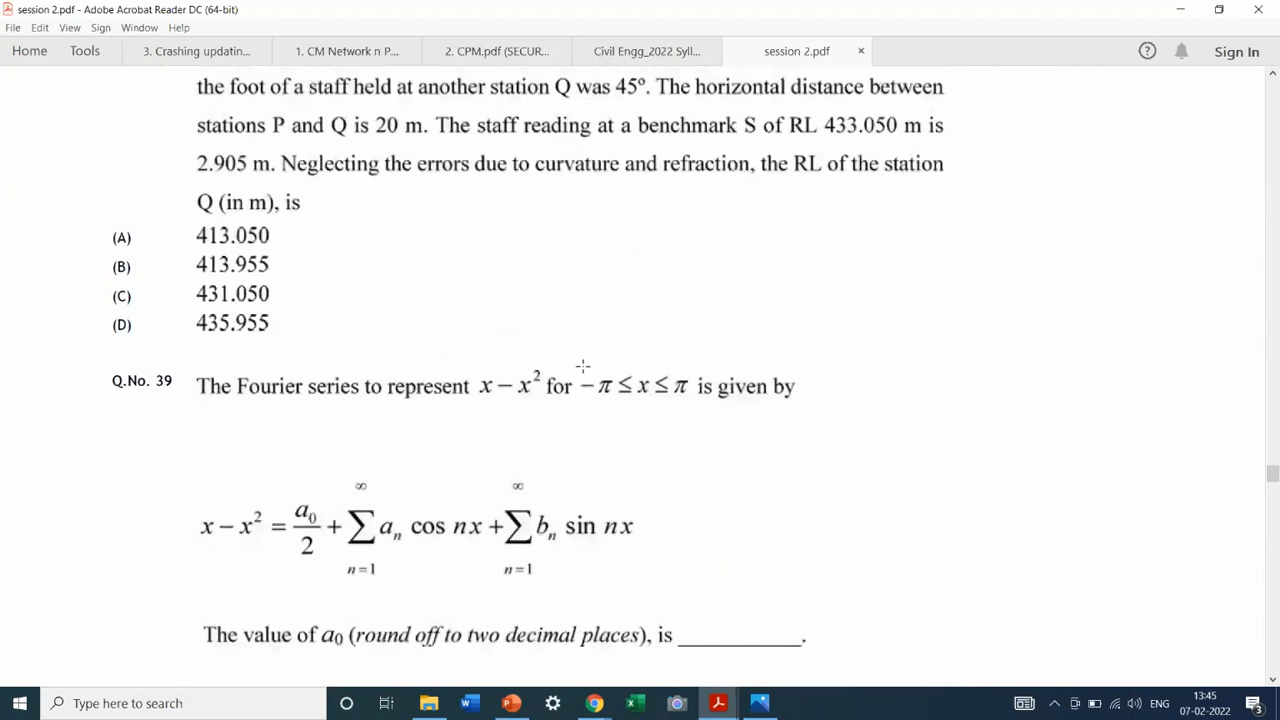 session 2.pdf - Adobe Acrobat Reader DC (64-bit)
File Edit View Sign Window Help
Home Tools 3. Crashing updatin... 1. CM Network n P... 2. CPM.pdf (SECUR... Civil Engg_2022 Syll... session 2.pdf × Sign In
the foot of a staff held at another station Q was 45°. The horizontal distance between
stations P and Q is 20 m. The staff reading at a benchmark S of RL 433.050 m is
2.905 m. Neglecting the errors due to curvature and refraction, the RL of the station
Q (in m), is
(A) 413.050
(B) 413.955
(C) 431.050
(D) 435.955
Q.No. 39 The Fourier series to represent x − x² for −π ≤ x ≤ π is given by
x − x² = a₀/2 + ∑_{n=1}^{∞} aₙ cos nx + ∑_{n=1}^{∞} bₙ sin nx
The value of a₀ (round off to two decimal places), is ___________.
Type here to search ENG 13:45
07-02-2022 3